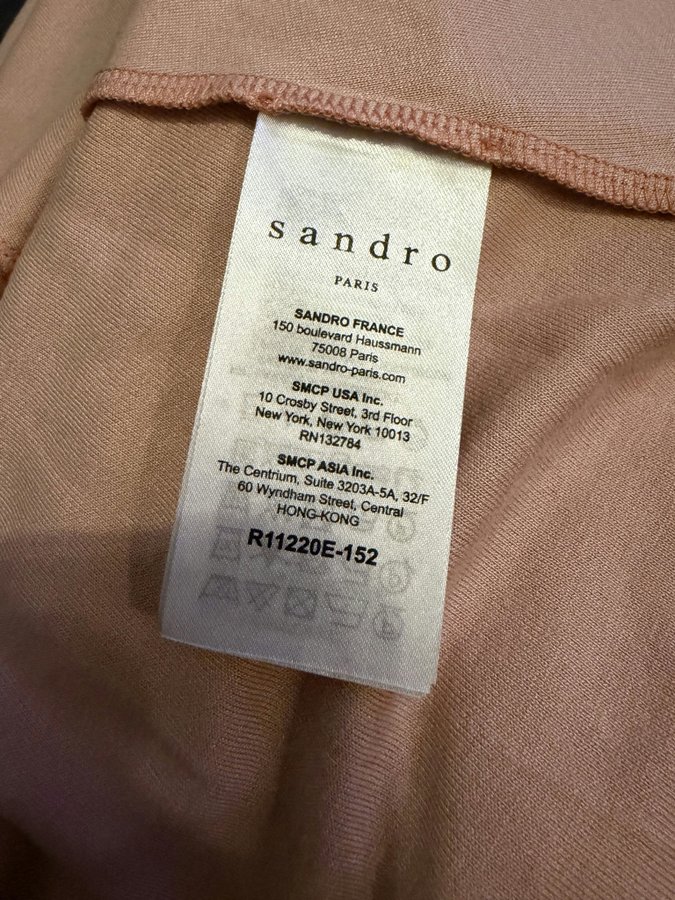 sandro
PARIS
SANDRO FRANCE
150 boulevard Haussmann
75008 Paris
www.sandro-paris.com
SMCP USA Inc.
10 Crosby Street, 3rd Floor
New York, New York 10013
RN132784
SMCP ASIA Inc.
The Centrium, Suite 3203A-5A, 32/F
60 Wyndham Street, Central
HONG-KONG
R11220E-152